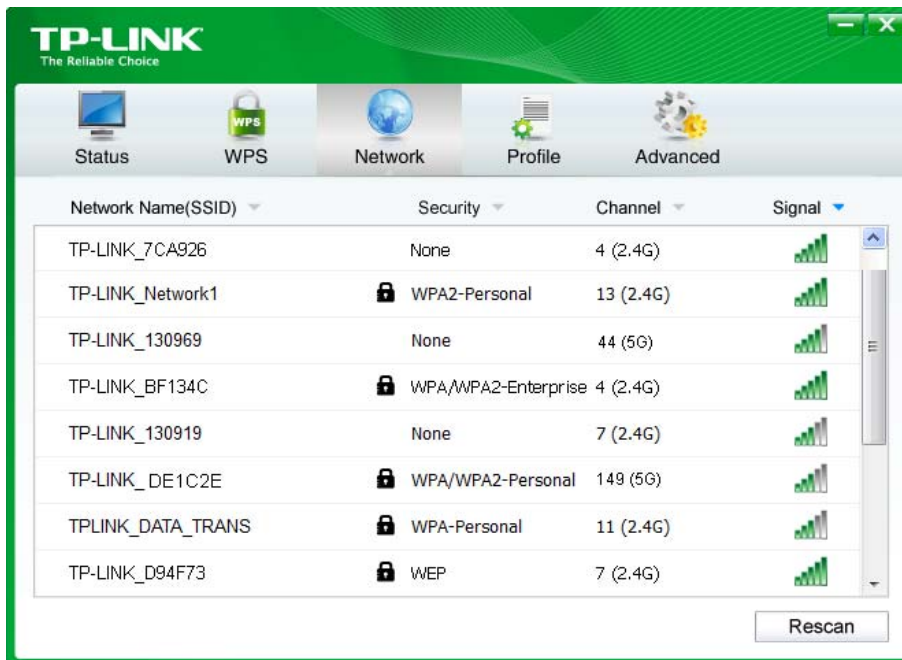 TP-LINK
The Reliable Choice
Status WPS Network Profile Advanced
WPS
Network Name(SSID) Security Channel Signal
TP-LINK_7CA926 None 4 (2.4G)
TP-LINK_Network1 WPA2-Personal 13 (2.4G)
TP-LINK_130969 None 44 (5G)
TP-LINK_BF134C WPA/WPA2-Enterprise 4 (2.4G)
TP-LINK_130919 None 7 (2.4G)
TP-LINK_ DE1C2E WPA/WPA2-Personal 149 (5G)
TPLINK_DATA_TRANS WPA-Personal 11 (2.4G)
TP-LINK_D94F73 WEP 7 (2.4G)
Rescan